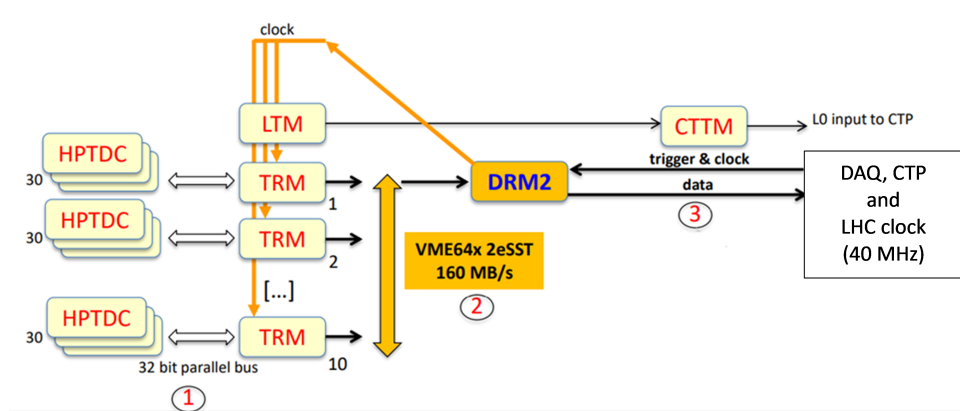 clock
LTM
CTTM
L0 input to CTP
HPTDC
30
TRM
1
DRM2
trigger & clock
data
3
DAQ, CTP
and
LHC clock
(40 MHz)
HPTDC
30
TRM
2
VME64x 2eSST
160 MB/s
2
[...]
HPTDC
30
TRM
10
32 bit parallel bus
1